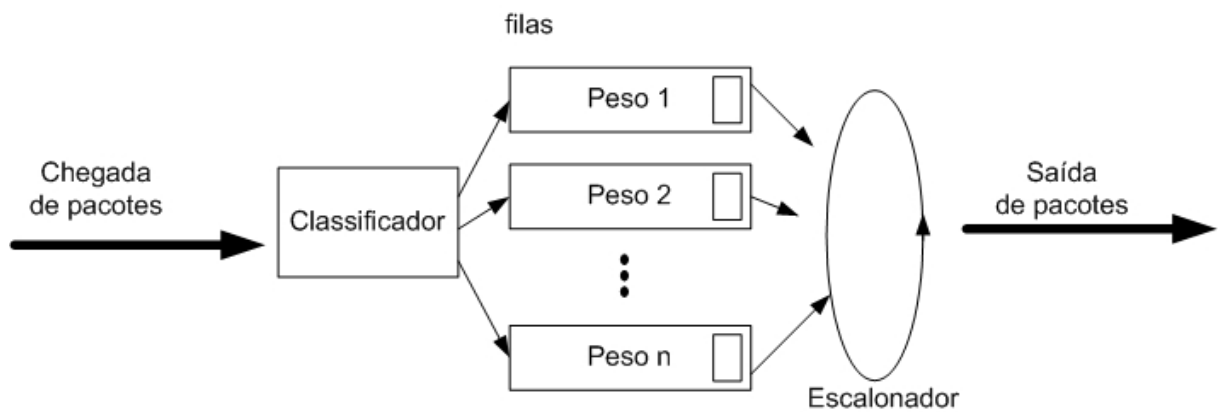 filas
Peso 1
Chegada
de pacotes
Classificador
Peso 2
Saída
de pacotes
Peso n
Escalonador